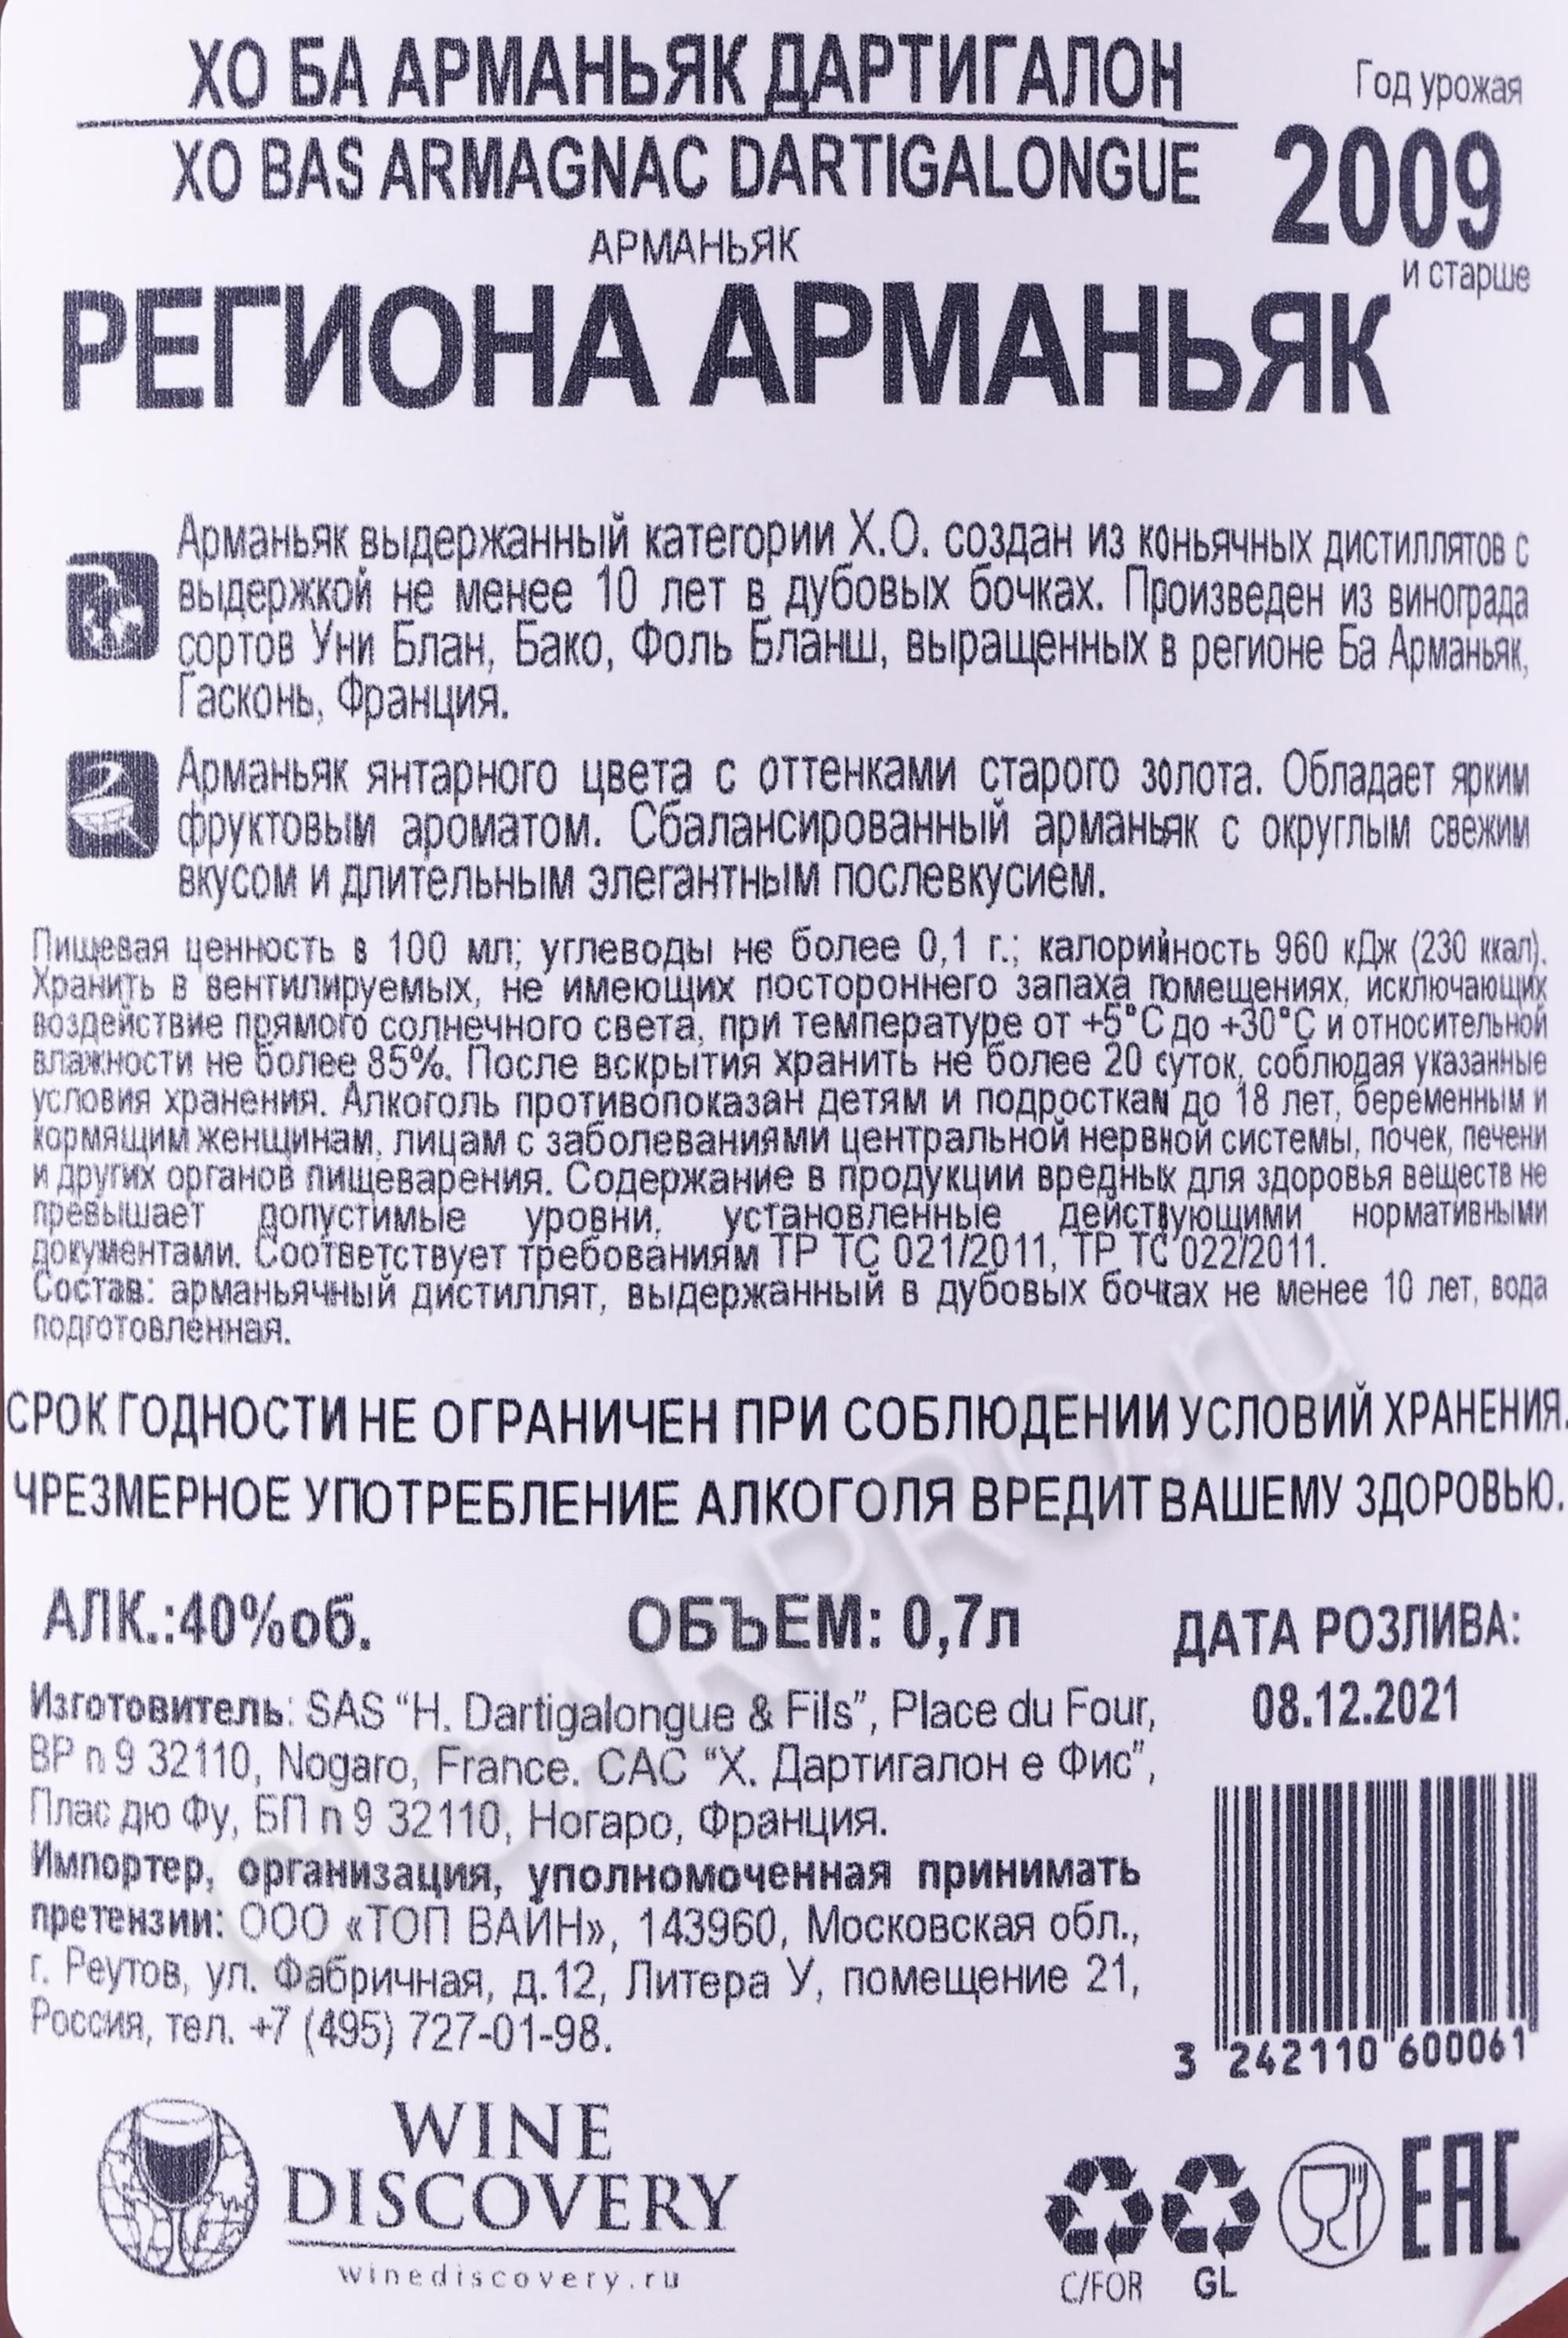 ХО БА АРМАНЬЯК ДАРТИГАЛОН
XO BAS ARMAGNAC DARTIGALONGUE
Год урожая
2009
и старше
АРМАНЬЯК
РЕГИОНА АРМАНЬЯК
Арманьяк выдержанный категории Х.О. создан из коньячных дистиллятов с
выдержкой не менее 10 лет в дубовых бочках. Произведен из винограда
сортов Уни Блан, Бако, Фоль Бланш, выращенных в регионе Ба Арманьяк,
Гасконь, Франция.
Арманьяк янтарного цвета с оттенками старого золота. Обладает ярким
фруктовым ароматом. Сбалансированный арманьяк с округлым свежим
вкусом и длительным элегантным послевкусием.
Пищевая ценность в 100 мл; углеводы не более 0,1 г.; калорийность 960 кДж (230 ккал).
Хранить в вентилируемых, не имеющих постороннего запаха помещениях, исключающих
воздействие прямого солнечного света, при температуре от +5°С до +30°С и относительной
влажности не более 85%. После вскрытия хранить не более 20 суток, соблюдая указанные
условия хранения. Алкоголь противопоказан детям и подросткам до 18 лет, беременным и
кормящим женщинам, лицам с заболеваниями центральной нервной системы, почек, печени
и других органов пищеварения. Содержание в продукции вредных для здоровья веществ не
превышает допустимые уровни, установленные действующими нормативными
документами. Соответствует требованиям ТР ТС 021/2011, ТР ТС 022/2011.
Состав: арманьячный дистиллят, выдержанный в дубовых бочках не менее 10 лет, вода
подготовленная.
СРОК ГОДНОСТИ НЕ ОГРАНИЧЕН ПРИ СОБЛЮДЕНИИ УСЛОВИЙ ХРАНЕНИЯ.
ЧРЕЗМЕРНОЕ УПОТРЕБЛЕНИЕ АЛКОГОЛЯ ВРЕДИТ ВАШЕМУ ЗДОРОВЬЮ.
АЛК.:40%об.
ОБЪЕМ: 0,7л
ДАТА РОЗЛИВА:
08.12.2021
Изготовитель: SAS “H. Dartigalongue & Fils”, Place du Four,
BP n 9 32110, Nogaro, France. САС “Х. Дартигалон е Фис”,
Плас дю Фу, БП n 9 32110, Ногаро, Франция.
Импортер, организация, уполномоченная принимать
претензии: ООО «ТОП ВАЙН», 143960, Московская обл.,
г. Реутов, ул. Фабричная, д.12, Литера У, помещение 21,
Россия, тел. +7 (495) 727-01-98.
3 242110 600061
WINE
DISCOVERY
winediscovery.ru
C/FOR
GL
EAC
CIGARPRO.ru